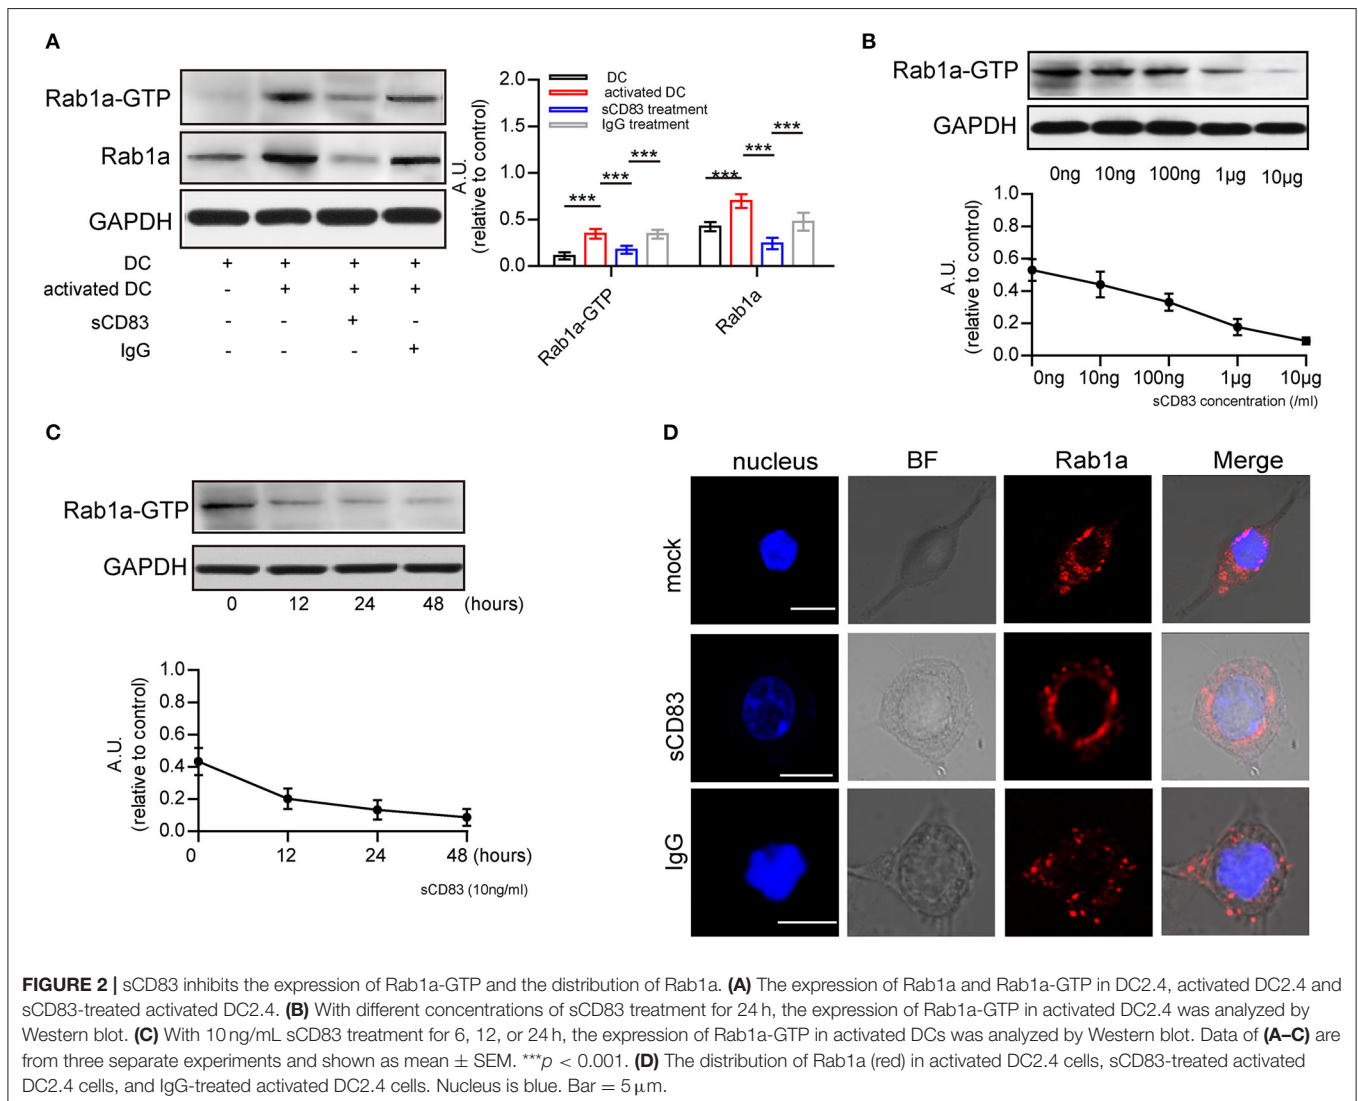 A
Rab1a-GTP
Rab1a
GAPDH
DC + + + +
activated DC - + + +
sCD83 - - + -
IgG - - - +
2.0
1.5
1.0
0.5
0.0
A.U.
(relative to control)
DC
activated DC
sCD83 treatment
IgG treatment
*** *** ***
*** *** ***
Rab1a-GTP
Rab1a
B
Rab1a-GTP
GAPDH
0ng 10ng 100ng 1μg 10μg
1.0
0.8
0.6
0.4
0.2
0.0
A.U.
(relative to control)
0ng 10ng 100ng 1μg 10μg
sCD83 concentration (/ml)
C
Rab1a-GTP
GAPDH
0 12 24 48 (hours)
1.0
0.8
0.6
0.4
0.2
0.0
A.U.
(relative to control)
0 12 24 48 (hours)
sCD83 (10ng/ml)
D
nucleus BF Rab1a Merge
mock
sCD83
IgG
FIGURE 2 | sCD83 inhibits the expression of Rab1a-GTP and the distribution of Rab1a. (A) The expression of Rab1a and Rab1a-GTP in DC2.4, activated DC2.4 and
sCD83-treated activated DC2.4. (B) With different concentrations of sCD83 treatment for 24 h, the expression of Rab1a-GTP in activated DC2.4 was analyzed by
Western blot. (C) With 10 ng/mL sCD83 treatment for 6, 12, or 24 h, the expression of Rab1a-GTP in activated DCs was analyzed by Western blot. Data of (A–C) are
from three separate experiments and shown as mean ± SEM. ***p < 0.001. (D) The distribution of Rab1a (red) in activated DC2.4 cells, sCD83-treated activated
DC2.4 cells, and IgG-treated activated DC2.4 cells. Nucleus is blue. Bar = 5 μm.